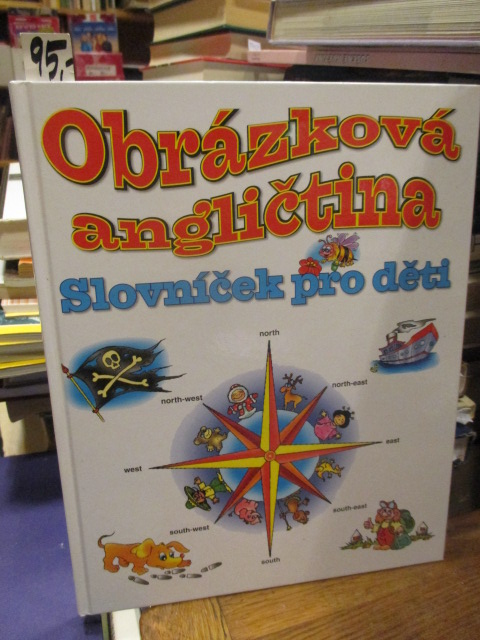 95,-
Obrázková
angličtina
Slovníček pro děti
north
north-west
north-east
west
east
south-west
south-east
south